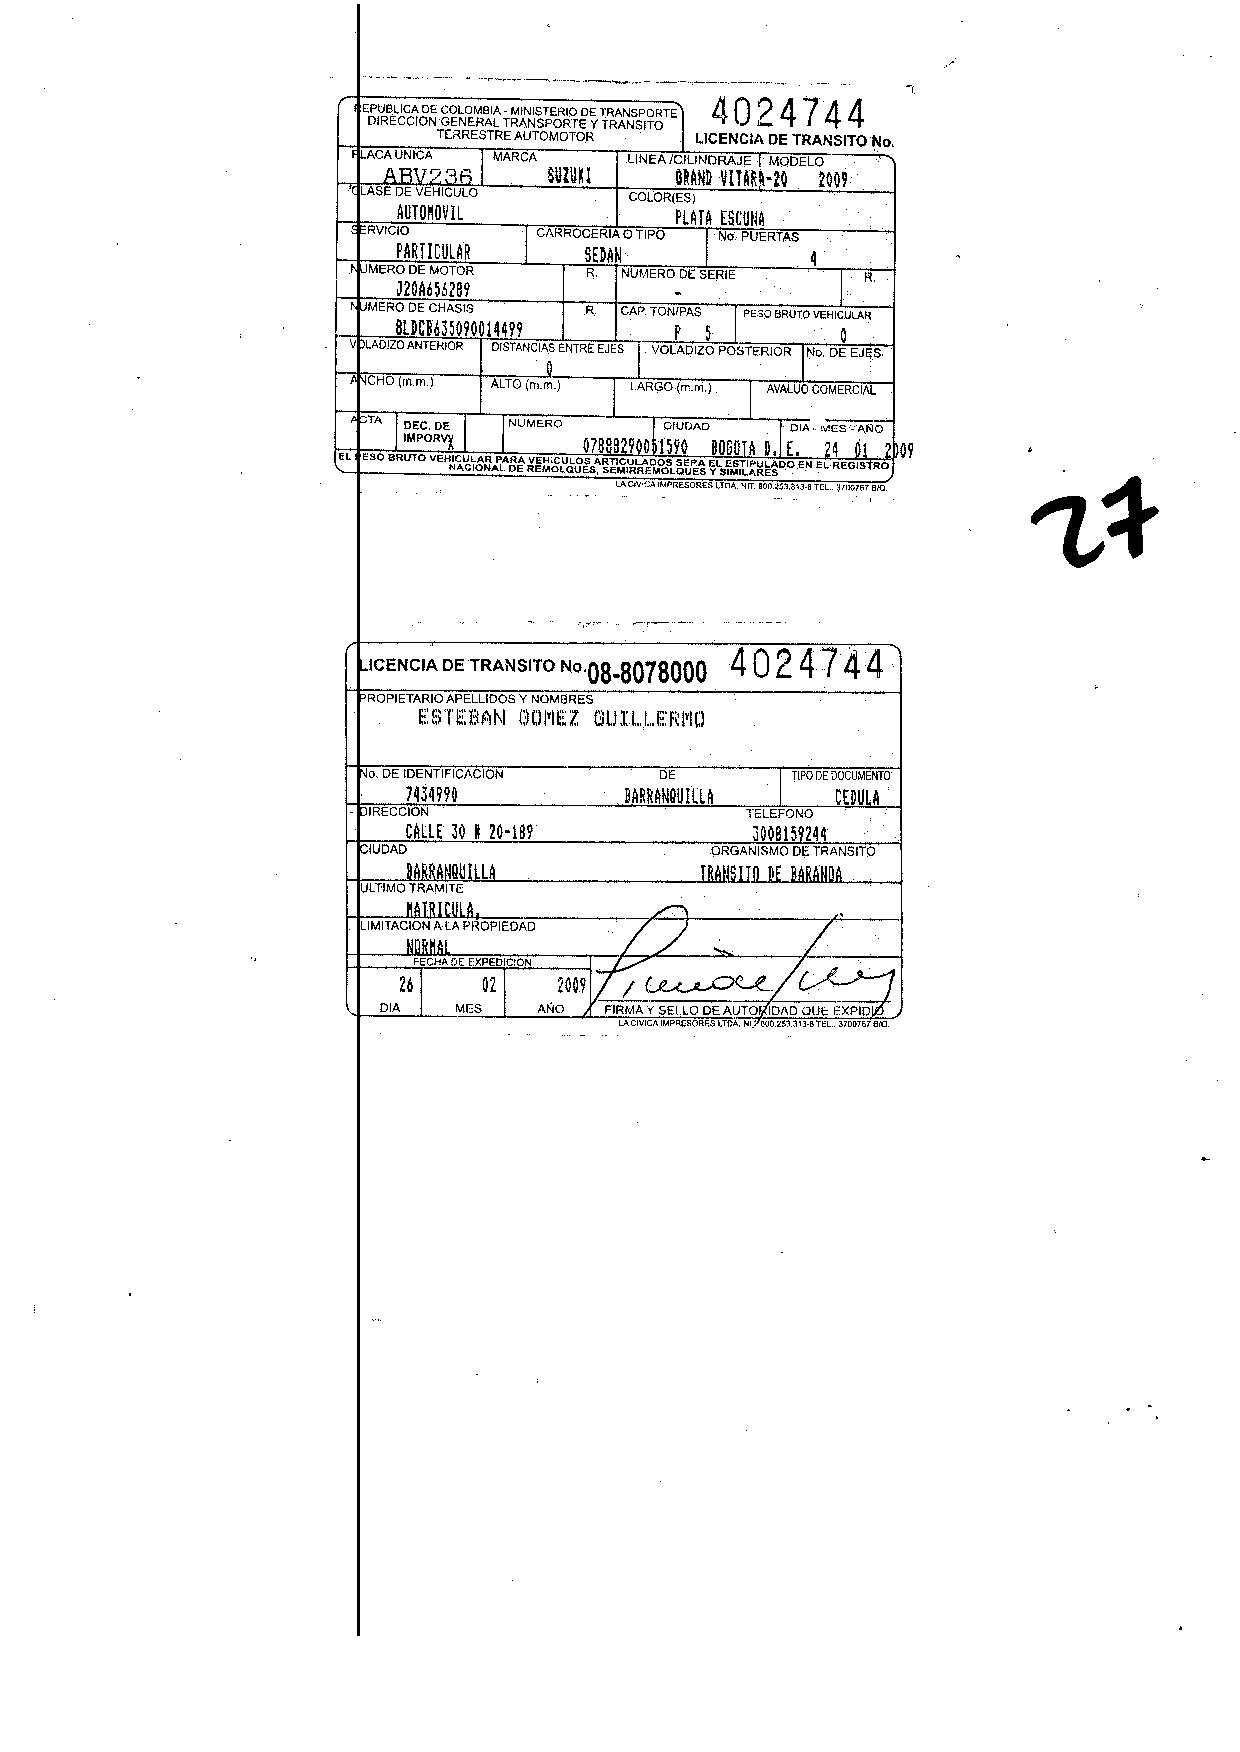 REPUBLICA DE COLOMBIA - MINISTERIO DE TRANSPORTE
DIRECCION GENERAL TRANSPORTE Y TRANSITO
TERRESTRE AUTOMOTOR
4024744
LICENCIA DE TRANSITO No.
PLACA UNICA MARCA LINEA/CILINDRAJE MODELO
ABV236 SUZUKI GRAND VITARA-20 2009
CLASE DE VEHICULO COLOR(ES)
AUTOMOVIL PLATA ESCUNA
SERVICIO CARROCERIA O TIPO No. PUERTAS
PARTICULAR SEDAN 4
NUMERO DE MOTOR R. NUMERO DE SERIE R.
J20A656289 -
NUMERO DE CHASIS R. CAP. TON/PAS PESO BRUTO VEHICULAR
8LDCB635090014499 P 5 0
VOLADIZO ANTERIOR DISTANCIAS ENTRE EJES VOLADIZO POSTERIOR No. DE EJES
0
ANCHO (m.m.) ALTO (m.m.) LARGO (m.m.) AVALUO COMERCIAL
ACTA DEC. DE IMPOR X NUMERO CIUDAD DIA - MES - AÑO
07888290051590 BOGOTA D. E. 24 01 2009
EL PESO BRUTO VEHICULAR PARA VEHICULOS ARTICULADOS SERA EL ESTIPULADO EN EL REGISTRO
NACIONAL DE REMOLQUES, SEMIRREMOLQUES Y SIMILARES
LA CIVICA IMPRESORES LTDA. NIT. 800.253.313-8 TEL.. 3700767 B/Q.
27
LICENCIA DE TRANSITO No. 08-8078000 4024744
PROPIETARIO APELLIDOS Y NOMBRES
ESTEBAN GOMEZ GUILLERMO
No. DE IDENTIFICACION DE TIPO DE DOCUMENTO
7434990 BARRANQUILLA CEDULA
DIRECCION TELEFONO
CALLE 30 # 20-189 3008159244
CIUDAD ORGANISMO DE TRANSITO
BARRANQUILLA TRANSITO DE BARANOA
ULTIMO TRAMITE
MATRICULA,
LIMITACION A LA PROPIEDAD
NORMAL
FECHA DE EXPEDICION
26 02 2009
DIA MES AÑO FIRMA Y SELLO DE AUTORIDAD QUE EXPIDIO
LA CIVICA IMPRESORES LTDA. NIT. 800.253.313-8 TEL.. 3700767 B/Q.